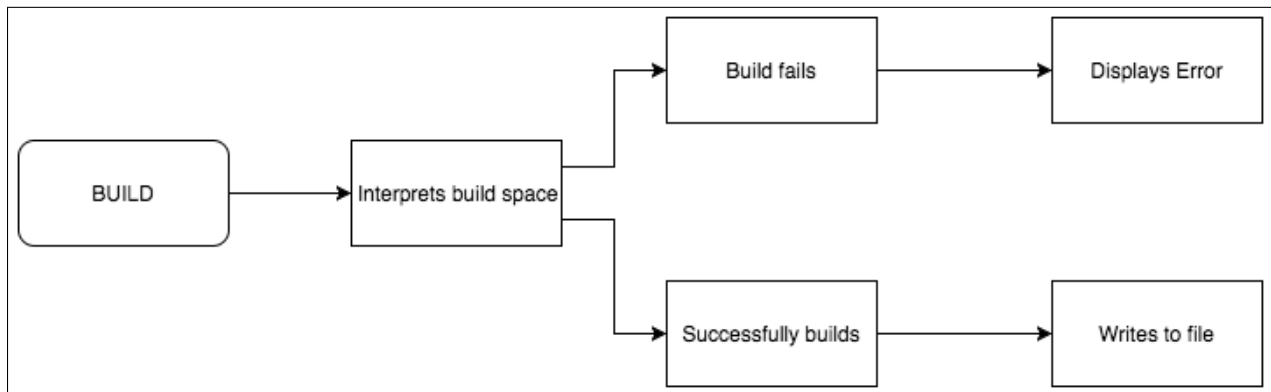 Build fails
Displays Error
BUILD
Interprets build space
Successfully builds
Writes to file